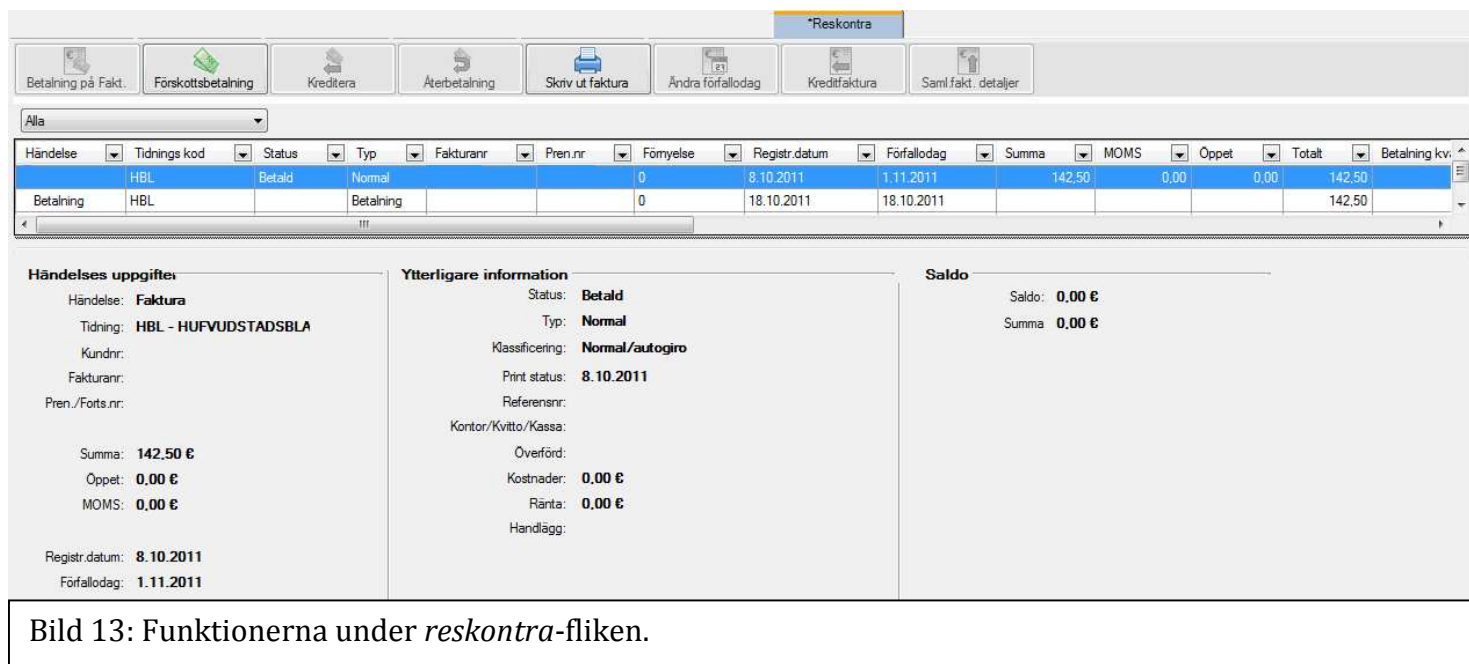 *Reskontra
Betalning på Fakt. Förskottsbetalning Kreditera Återbetalning Skriv ut faktura Ändra förfallodag Kreditfaktura Saml.fakt. detaljer
Alla
Händelse Tidnings kod Status Typ Fakturanr Pren.nr Förnyelse Registr.datum Förfallodag Summa MOMS Öppet Totalt Betalning kv
HBL Betald Normal 0 8.10.2011 1.11.2011 142,50 0,00 0,00 142,50
Betalning HBL Betalning 0 18.10.2011 18.10.2011 142,50
Händelses uppgifter Ytterligare information Saldo
Händelse: Faktura Status: Betald Saldo: 0,00 €
Tidning: HBL - HUFVUDSTADSBLA Typ: Normal Summa 0,00 €
Kundnr: Klassificering: Normal/autogiro
Fakturanr: Print status: 8.10.2011
Pren./Forts.nr: Referensnr:
Kontor/Kvitto/Kassa:
Summa: 142,50 € Överförd:
Öppet: 0,00 € Kostnader: 0,00 €
MOMS: 0,00 € Ränta: 0,00 €
Handlägg:
Registr.datum: 8.10.2011
Förfallodag: 1.11.2011
Bild 13: Funktionerna under reskontra-fliken.